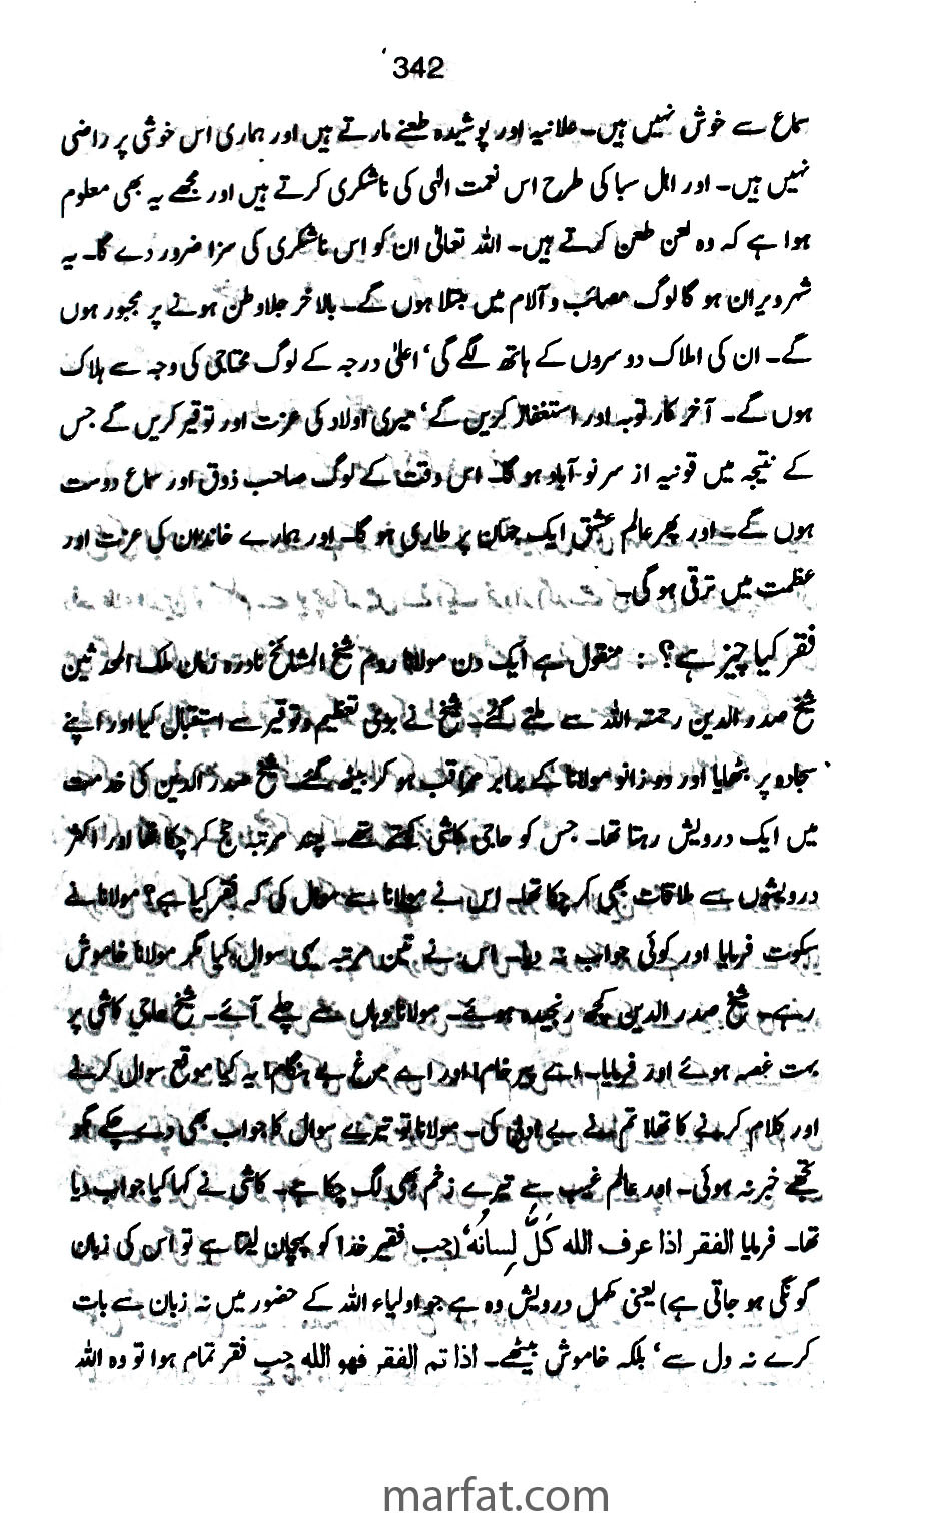 342
سماع سے خوش نہیں ہیں۔ علانیہ اور پوشیدہ طعنے مارتے ہیں اور ہماری اس خوشی پر راضی
نہیں ہیں۔ اور اہل سبا کی طرح اس نعمت الٰہی کی ناشکری کرتے ہیں اور مجھے یہ بھی معلوم
ہوا ہے کہ وہ لعن طعن کرتے ہیں۔ اللہ تعالیٰ ان کو اس ناشکری کی سزا ضرور دے گا۔ یہ
شہر ویران ہو گا لوگ مصائب و آلام میں مبتلا ہوں گے۔ بالاخر جلاوطن ہونے پر مجبور ہوں
گے۔ ان کی املاک دوسروں کے ہاتھ لگے گی‘ اعلیٰ درجہ کے لوگ محتاجی کی وجہ سے ہلاک
ہوں گے۔ آخر کار توبہ اور استغفار کریں گے‘ میری اولاد کی عزت اور توقیر کریں گے جس
کے نتیجہ میں قونیہ از سر نو آباد ہو گا۔ اس وقت کے لوگ صاحب ذوق اور سماع دوست
ہوں گے۔ اور پھر عالم عشق ایک جہان پر طاری ہو گا۔ اور ہمارے خاندان کی عزت اور
عظمت میں ترقی ہو گی۔
فقر کیا چیز ہے؟ : منقول ہے ایک دن مولانا روم شیخ المشائخ نادرہ زمان ملک المحدثین
شیخ صدر الدین رحمتہ اللہ سے ملنے گئے۔ شیخ نے بڑی تعظیم و توقیر سے استقبال کیا اور اپنے
سجادہ پر بٹھایا اور دوزانو مولانا کے برابر مراقب ہو کر بیٹھ گئے۔ شیخ صدر الدین کی خدمت
میں ایک درویش رہتا تھا۔ جس کو حاجی کاشی کہتے تھے۔ چند مرتبہ حج کر چکا تھا اور اکثر
درویشوں سے ملاقات بھی کر چکا تھا۔ اس نے مولانا سے سوال کی کہ فقر کیا ہے؟ مولانا نے
سکوت فرمایا اور کوئی جواب نہ دیا۔ اس نے تین مرتبہ یہی سوال کیا مگر مولانا خاموش
رہے۔ شیخ صدر الدین کچھ رنجیدہ ہوئے۔ مولانا وہاں سے چلے آئے۔ شیخ حاجی کاشی پر
بہت غصہ ہوئے اور فرمایا۔ اے پیر خام! اور اے مرغ بے ہنگام! یہ کیا موقع سوال کرنے
اور کلام کرنے کا تھا؟ تم نے بے ادبی کی۔ مولانا تو تیرے سوال کا جواب بھی دے چکے مگر
تجھے خبر نہ ہوئی۔ اور عالم غیب سے تیرے زخم بھی لگ چکا ہے۔ کاشی نے کہا کیا جواب دیا
تھا۔ فرمایا الفقر اذا عرف الله كَلَّ لِسانُه‘ (جب فقیر خدا کو پہچان لیتا ہے تو اس کی زبان
گونگی ہو جاتی ہے) یعنی مکمل درویش وہ ہے جو اولیاء اللہ کے حضور میں نہ زبان سے بات
کرے نہ دل سے‘ بلکہ خاموش بیٹھے۔ اذا تم الفقر فهو الله جب فقر تمام ہوا تو وہ اللہ
marfat.com